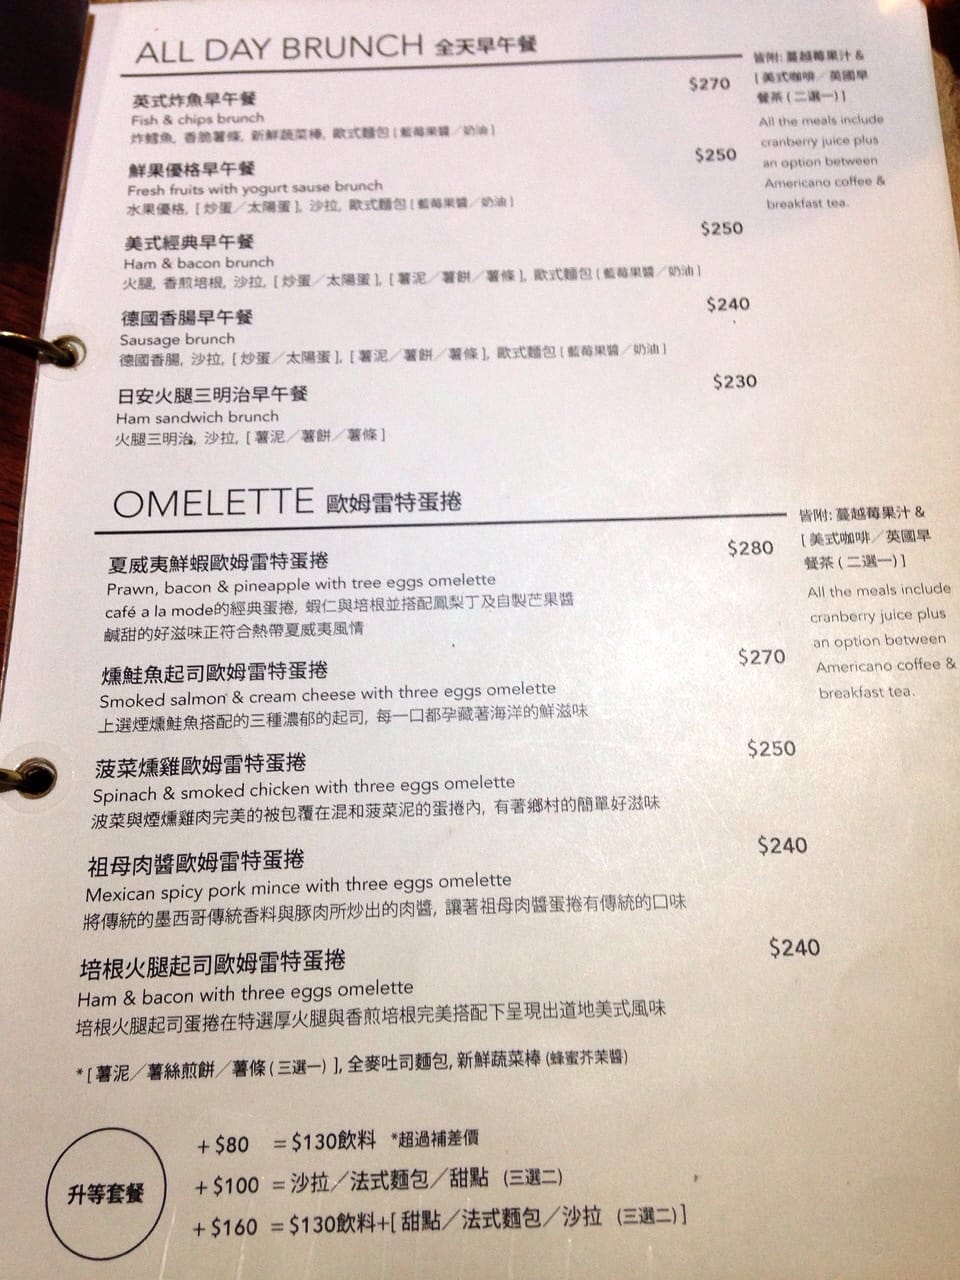 ALL DAY BRUNCH 全天早午餐
皆附: 蔓越莓果汁 &
[ 美式咖啡／英國早
餐茶 ( 二選一) ]
All the meals include
cranberry juice plus
an option between
Americano coffee &
breakfast tea.
英式炸魚早午餐 $270
Fish & chips brunch
炸鱈魚, 香脆薯條, 新鮮蔬菜棒, 歐式麵包 [ 藍莓果醬／奶油 ]
鮮果優格早午餐 $250
Fresh fruits with yogurt sause brunch
水果優格, [ 炒蛋／太陽蛋 ], 沙拉, 歐式麵包 [ 藍莓果醬／奶油 ]
美式經典早午餐 $250
Ham & bacon brunch
火腿, 香煎培根, 沙拉, [ 炒蛋／太陽蛋 ], [ 薯泥／薯餅／薯條 ], 歐式麵包 [ 藍莓果醬／奶油 ]
德國香腸早午餐 $240
Sausage brunch
德國香腸, 沙拉, [ 炒蛋／太陽蛋 ], [ 薯泥／薯餅／薯條 ], 歐式麵包 [ 藍莓果醬／奶油 ]
日安火腿三明治早午餐 $230
Ham sandwich brunch
火腿三明治, 沙拉, [ 薯泥／薯餅／薯條 ]
OMELETTE 歐姆雷特蛋捲
皆附: 蔓越莓果汁 &
[ 美式咖啡／英國早
餐茶 ( 二選一) ]
All the meals include
cranberry juice plus
an option between
Americano coffee &
breakfast tea.
夏威夷鮮蝦歐姆雷特蛋捲 $280
Prawn, bacon & pineapple with tree eggs omelette
café a la mode的經典蛋捲, 蝦仁與培根並搭配鳳梨丁及自製芒果醬
鹹甜的好滋味正符合熱帶夏威夷風情
燻鮭魚起司歐姆雷特蛋捲 $270
Smoked salmon & cream cheese with three eggs omelette
上選煙燻鮭魚搭配的三種濃郁的起司, 每一口都孕藏著海洋的鮮滋味
菠菜燻雞歐姆雷特蛋捲 $250
Spinach & smoked chicken with three eggs omelette
波菜與煙燻雞肉完美的被包覆在混和菠菜泥的蛋捲內, 有著鄉村的簡單好滋味
祖母肉醬歐姆雷特蛋捲 $240
Mexican spicy pork mince with three eggs omelette
將傳統的墨西哥傳統香料與豚肉所炒出的肉醬, 讓著祖母肉醬蛋捲有傳統的口味
培根火腿起司歐姆雷特蛋捲 $240
Ham & bacon with three eggs omelette
培根火腿起司蛋捲在特選厚火腿與香煎培根完美搭配下呈現出道地美式風味
* [ 薯泥／薯絲煎餅／薯條 ( 三選一) ], 全麥吐司麵包, 新鮮蔬菜棒 (蜂蜜芥茉醬)
升等套餐
+ $80 = $130飲料 *超過補差價
+ $100 = 沙拉／法式麵包／甜點 (三選二)
+ $160 = $130飲料+[ 甜點／法式麵包／沙拉 (三選二) ]